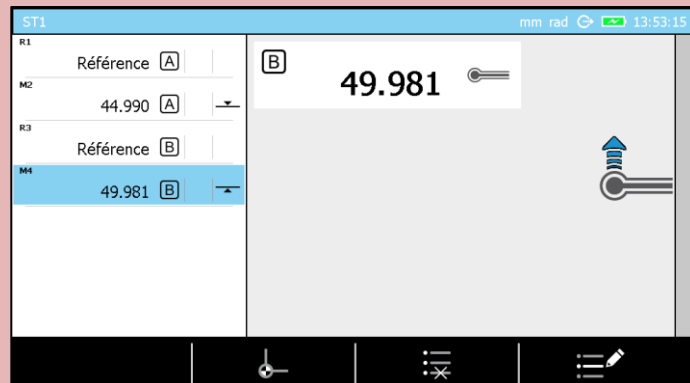 ST1 mm rad 13:53:15
R1
Référence A
M2
44.990 A
R3
Référence B
M4
49.981 B
B
49.981